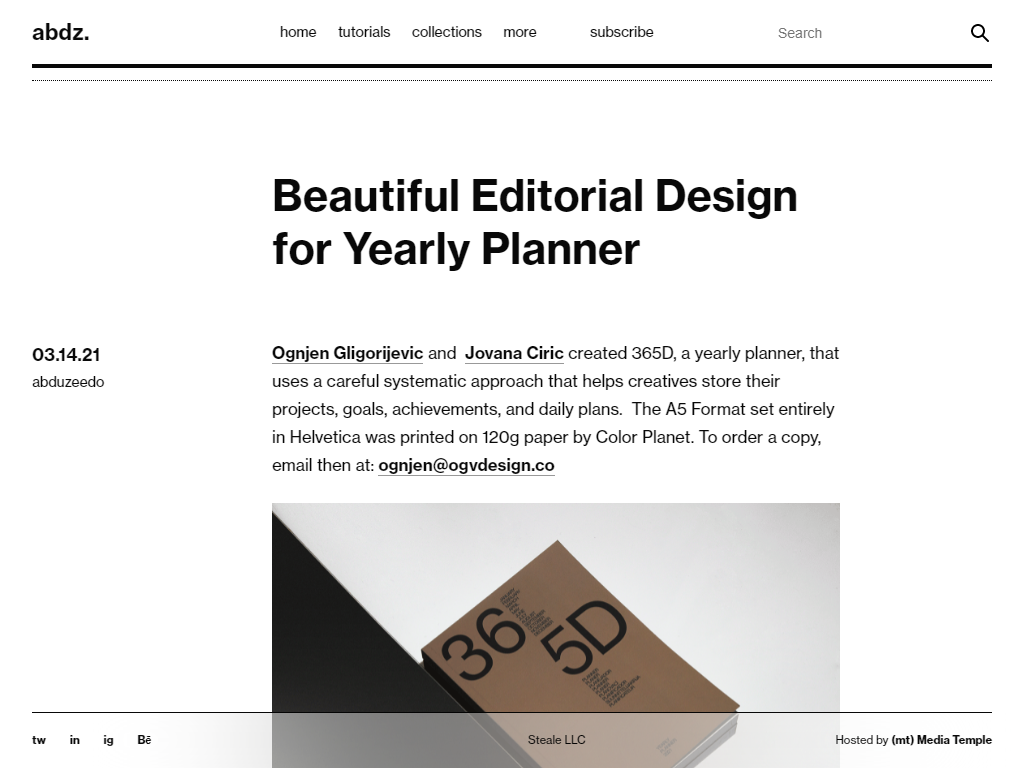 abdz.
home tutorials collections more subscribe
Search
Beautiful Editorial Design
for Yearly Planner
03.14.21
abduzeedo
Ognjen Gligorijevic and Jovana Ciric created 365D, a yearly planner, that
uses a careful systematic approach that helps creatives store their
projects, goals, achievements, and daily plans. The A5 Format set entirely
in Helvetica was printed on 120g paper by Color Planet. To order a copy,
email then at: ognjen@ogvdesign.co
36
5D
tw in ig Bē
Steale LLC
Hosted by (mt) Media Temple